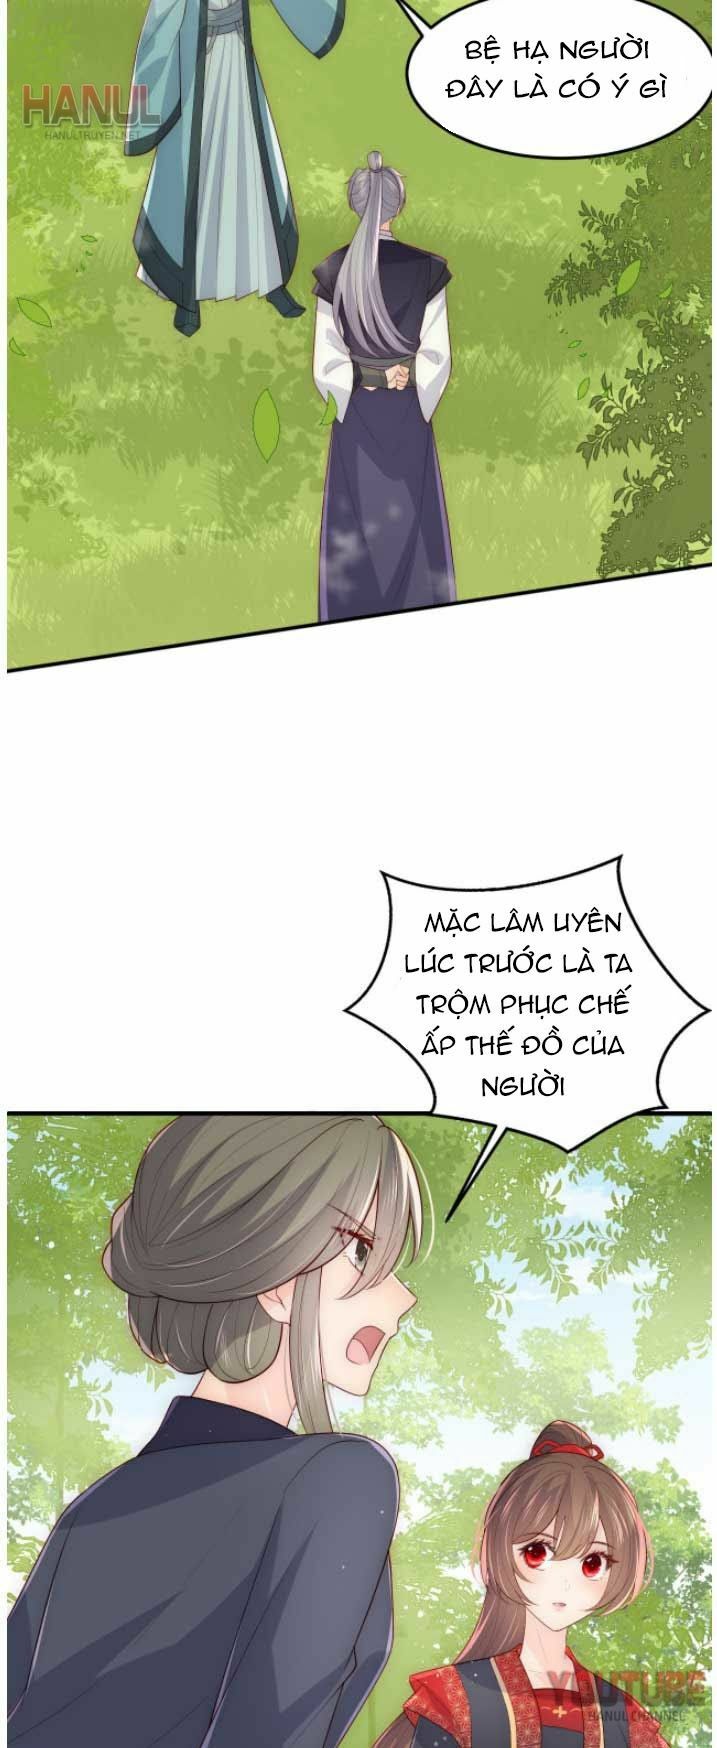 BỆ HẠ NGƯỜI
ĐÂY LÀ CÓ Ý GÌ
HANUL
HANULTRUYEN.NET
MẶC LÂM UYÊN
LÚC TRƯỚC LÀ TA
TRỘM PHỤC CHẾ
ẤP THẾ ĐỒ CỦA
NGƯỜI
YOUTUBE
HANUL CHANNEL